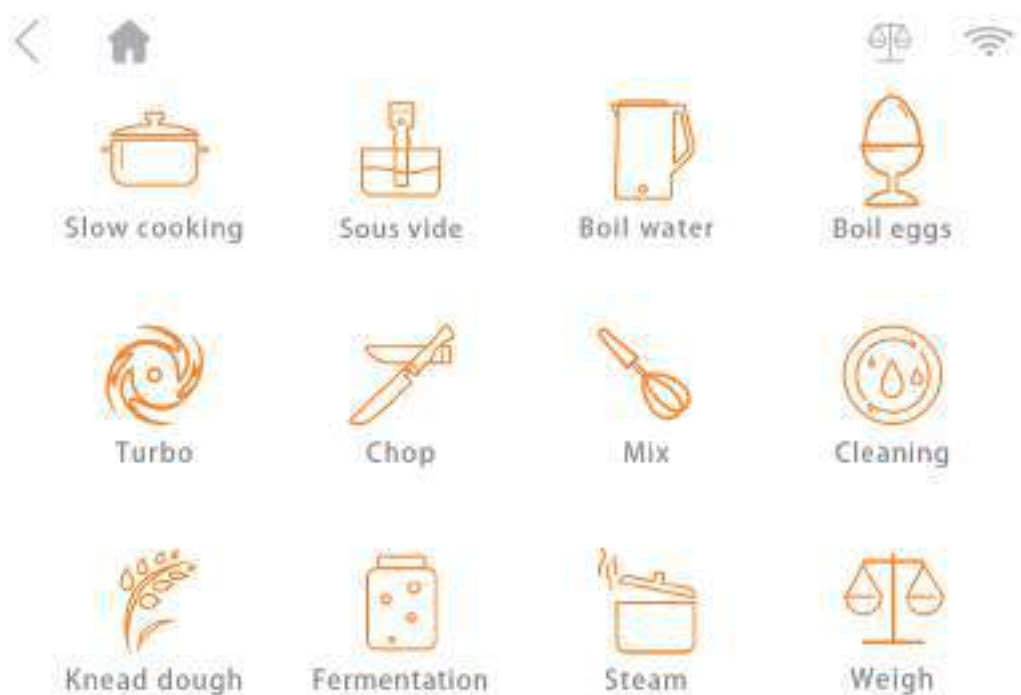 Slow cooking
Sous vide
Boil water
Boil eggs
Turbo
Chop
Mix
Cleaning
Knead dough
Fermentation
Steam
Weigh